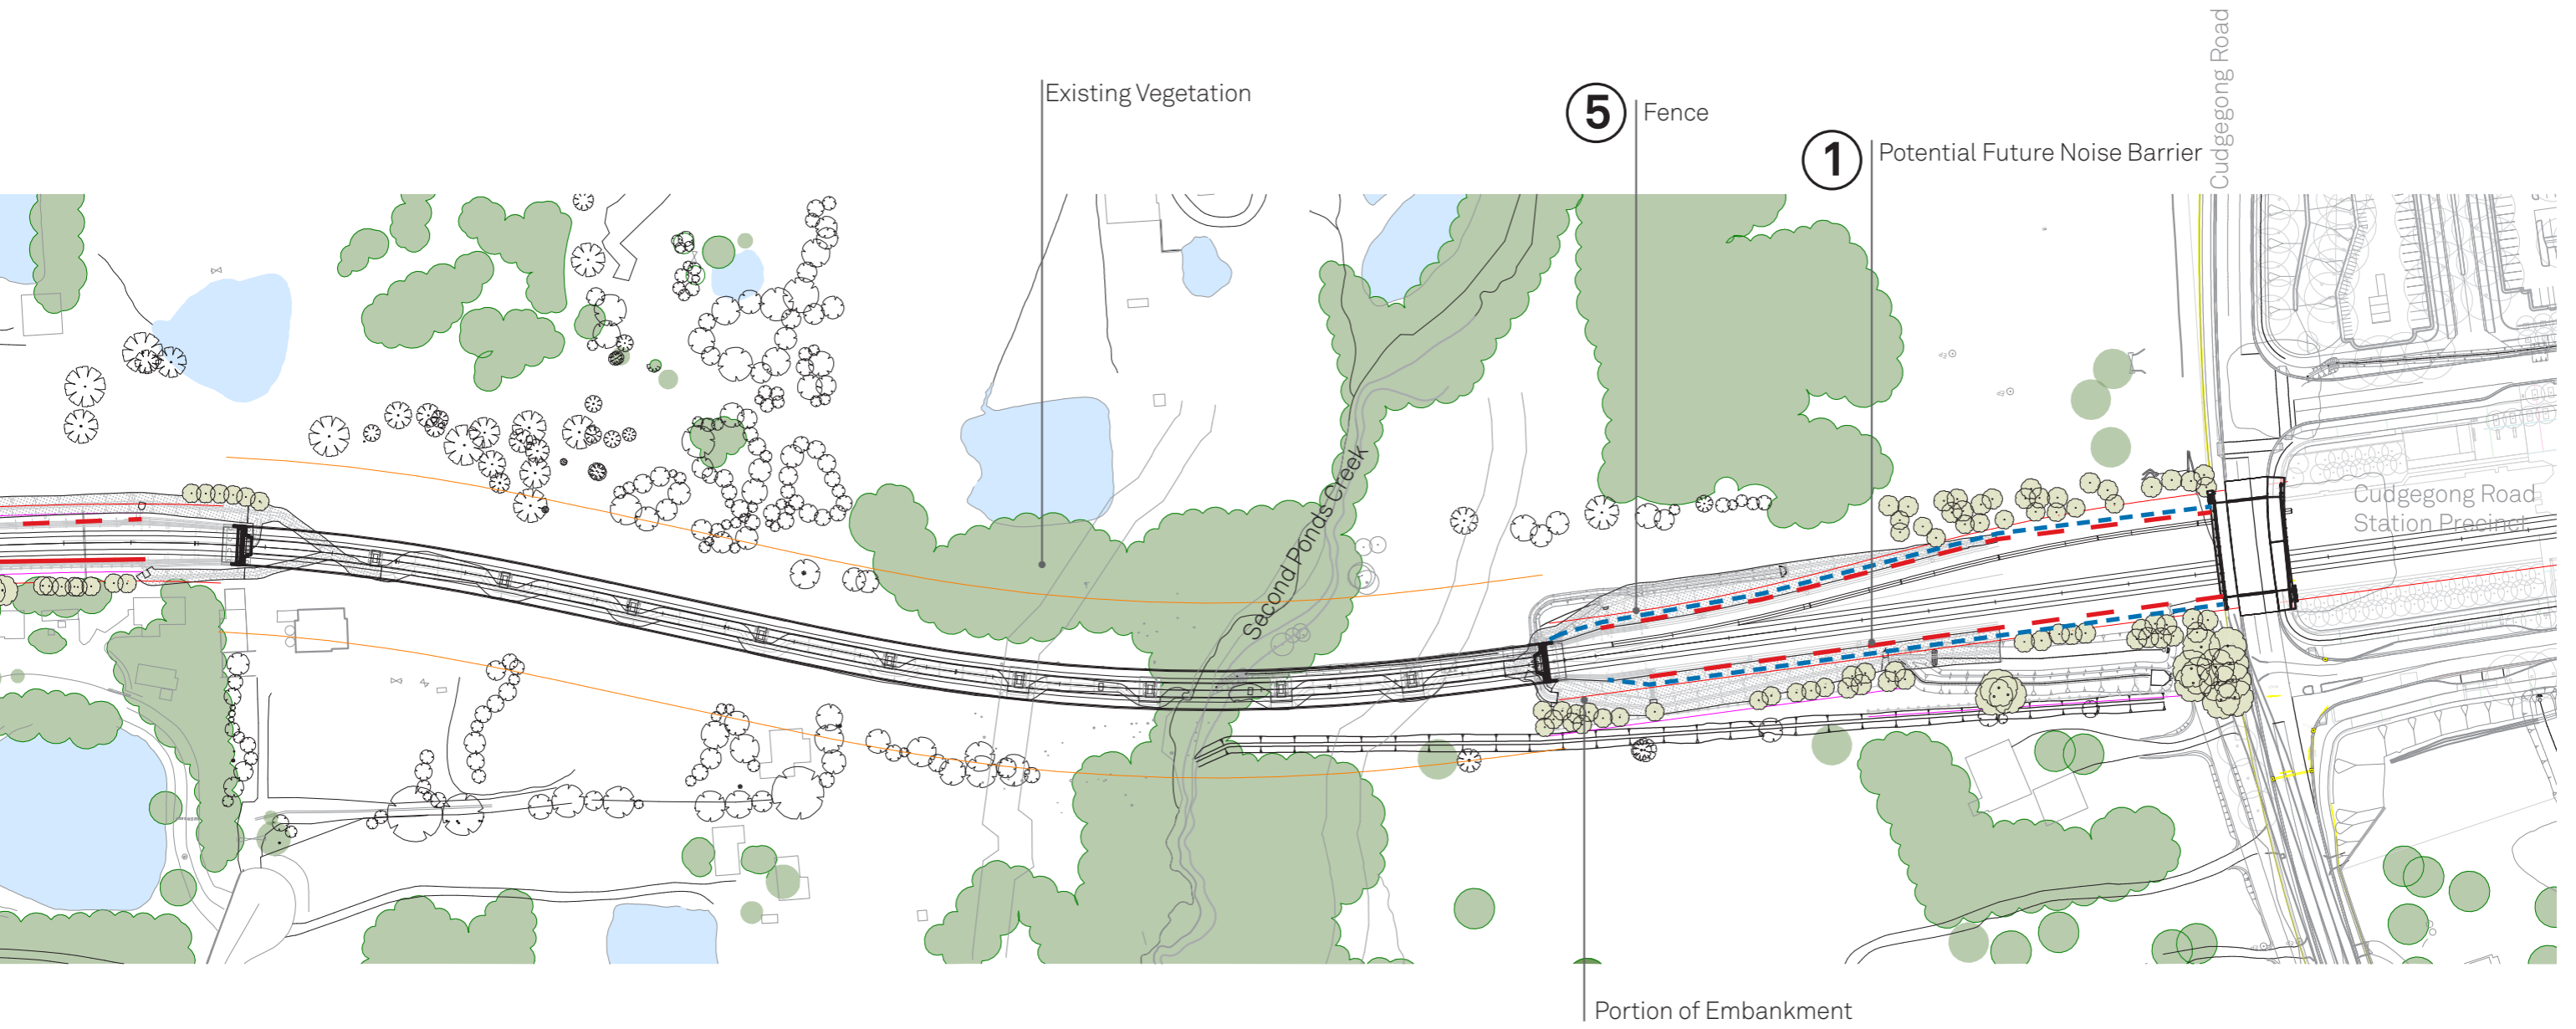 Cudgegong Road
Existing Vegetation
5
Fence
1
Potential Future Noise Barrier
Second Ponds Creek
Cudgegong Road
Station Precinct
Portion of Embankment